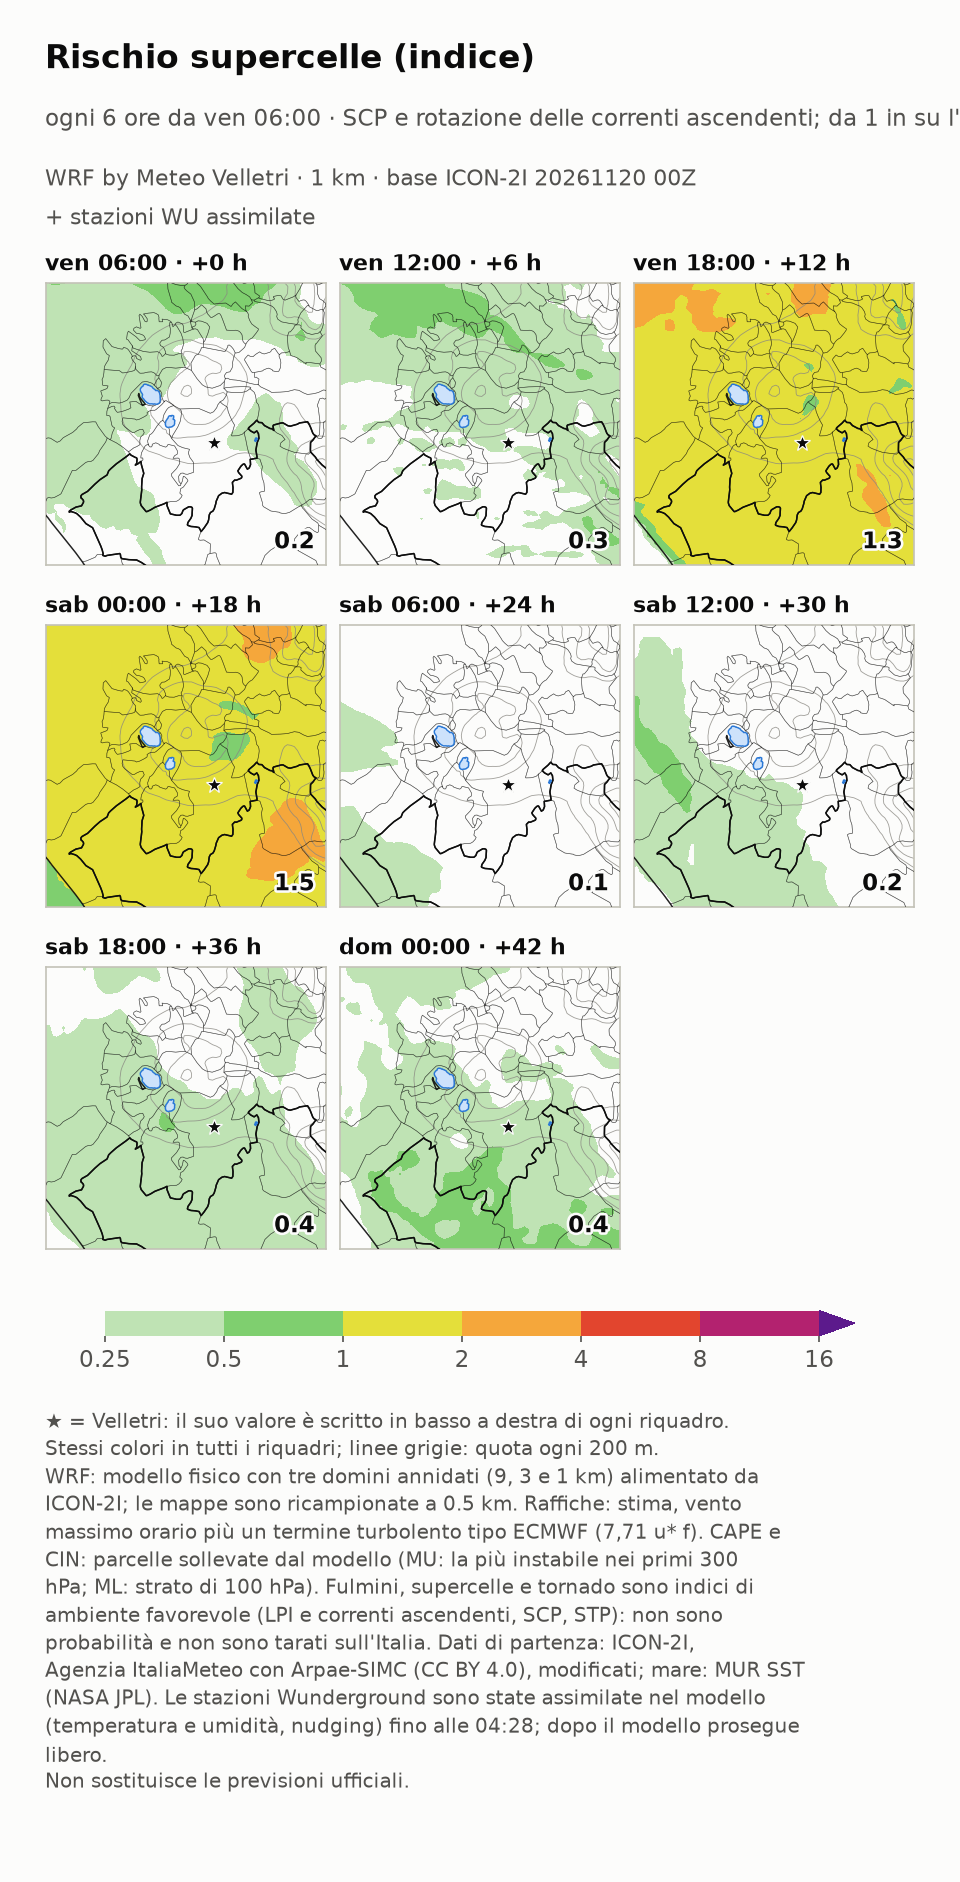 Rischio supercelle (indice)
ogni 6 ore da ven 06:00 · SCP e rotazione delle correnti ascendenti; da 1 in su l'
WRF by Meteo Velletri · 1 km · base ICON-2I 20261120 00Z
+ stazioni WU assimilate
ven 06:00 · +0 h
ven 12:00 · +6 h
ven 18:00 · +12 h
0.2
0.3
1.3
sab 00:00 · +18 h
sab 06:00 · +24 h
sab 12:00 · +30 h
1.5
0.1
0.2
sab 18:00 · +36 h
dom 00:00 · +42 h
0.4
0.4
0.25 0.5 1 2 4 8 16
★ = Velletri: il suo valore è scritto in basso a destra di ogni riquadro.
Stessi colori in tutti i riquadri; linee grigie: quota ogni 200 m.
WRF: modello fisico con tre domini annidati (9, 3 e 1 km) alimentato da
ICON-2I; le mappe sono ricampionate a 0.5 km. Raffiche: stima, vento
massimo orario più un termine turbolento tipo ECMWF (7,71 u* f). CAPE e
CIN: parcelle sollevate dal modello (MU: la più instabile nei primi 300
hPa; ML: strato di 100 hPa). Fulmini, supercelle e tornado sono indici di
ambiente favorevole (LPI e correnti ascendenti, SCP, STP): non sono
probabilità e non sono tarati sull'Italia. Dati di partenza: ICON-2I,
Agenzia ItaliaMeteo con Arpae-SIMC (CC BY 4.0), modificati; mare: MUR SST
(NASA JPL). Le stazioni Wunderground sono state assimilate nel modello
(temperatura e umidità, nudging) fino alle 04:28; dopo il modello prosegue
libero.
Non sostituisce le previsioni ufficiali.